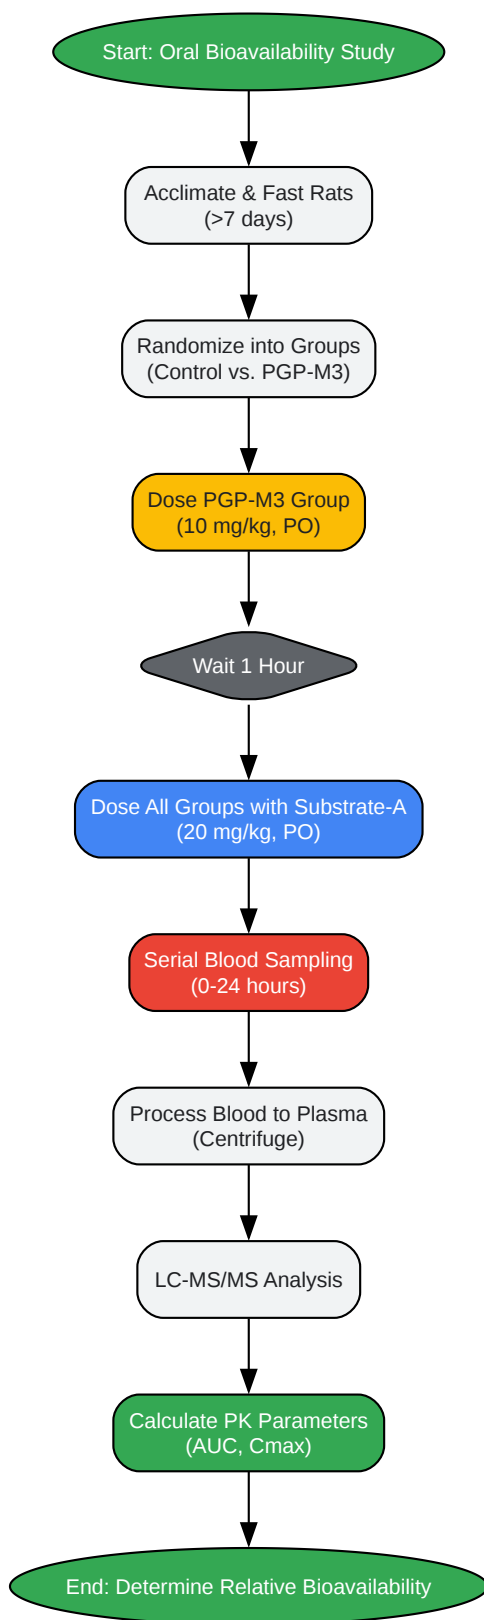 Start: Oral Bioavailability Study
Acclimate & Fast Rats
(>7 days)
Randomize into Groups
(Control vs. PGP-M3)
Dose PGP-M3 Group
(10 mg/kg, PO)
Wait 1 Hour
Dose All Groups with Substrate-A
(20 mg/kg, PO)
Serial Blood Sampling
(0-24 hours)
Process Blood to Plasma
(Centrifuge)
LC-MS/MS Analysis
Calculate PK Parameters
(AUC, Cmax)
End: Determine Relative Bioavailability